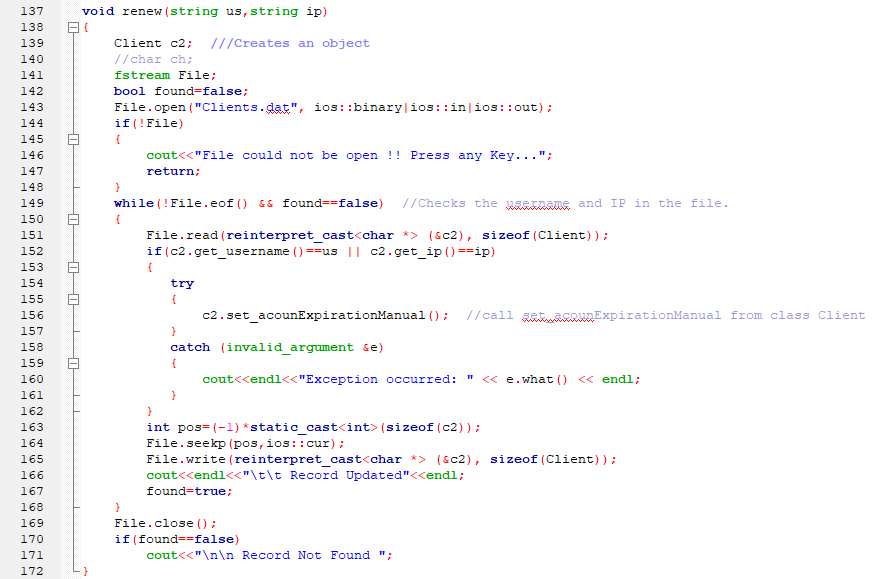 137 void renew(string us,string ip)
138 {
139 Client c2; ///Creates an object
140 //char ch;
141 fstream File;
142 bool found=false;
143 File.open("Clients.dat", ios::binary|ios::in|ios::out);
144 if(!File)
145 {
146 cout<<"File could not be open !! Press any Key...";
147 return;
148 }
149 while(!File.eof() && found==false) //Checks the username and IP in the file.
150 {
151 File.read(reinterpret_cast<char *> (&c2), sizeof(Client));
152 if(c2.get_username()==us || c2.get_ip()==ip)
153 {
154 try
155 {
156 c2.set_acounExpirationManual(); //call set_acounExpirationManual from class Client
157 }
158 catch (invalid_argument &e)
159 {
160 cout<<endl<<"Exception occurred: " << e.what() << endl;
161 }
162 }
163 int pos=(-1)*static_cast<int>(sizeof(c2));
164 File.seekp(pos,ios::cur);
165 File.write(reinterpret_cast<char *> (&c2), sizeof(Client));
166 cout<<endl<<"\t\t Record Updated"<<endl;
167 found=true;
168 }
169 File.close();
170 if(found==false)
171 cout<<"\n\n Record Not Found ";
172 }